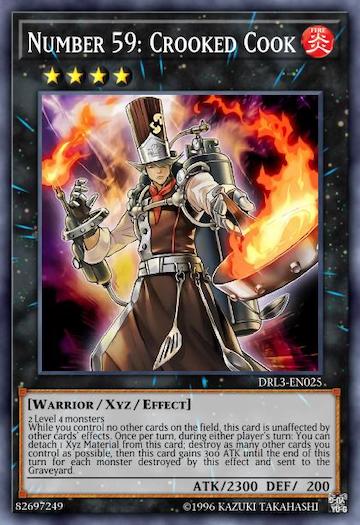 NUMBER 59: CROOKED COOK
FIRE
炎
DRL3-EN025
[WARRIOR / XYZ / EFFECT]
2 Level 4 monsters
While you control no other cards on the field, this card is unaffected by
other cards' effects. Once per turn, during either player's turn: You can
detach 1 Xyz Material from this card; destroy as many other cards you
control as possible, then this card gains 300 ATK until the end of this
turn for each monster destroyed by this effect and sent to the
Graveyard.
ATK/2300 DEF/ 200
82697249
©1996 KAZUKI TAKAHASHI